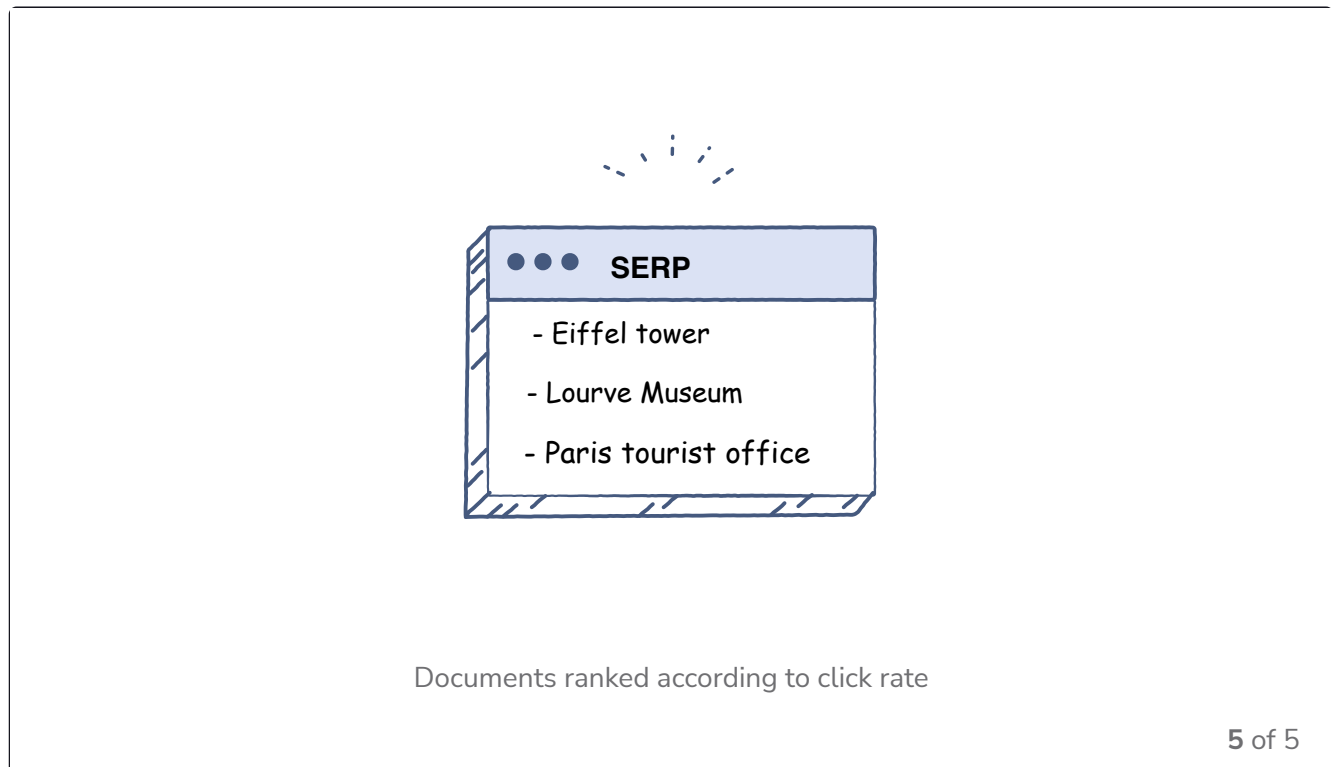 SERP
- Eiffel tower
- Lourve Museum
- Paris tourist office
Documents ranked according to click rate
5 of 5